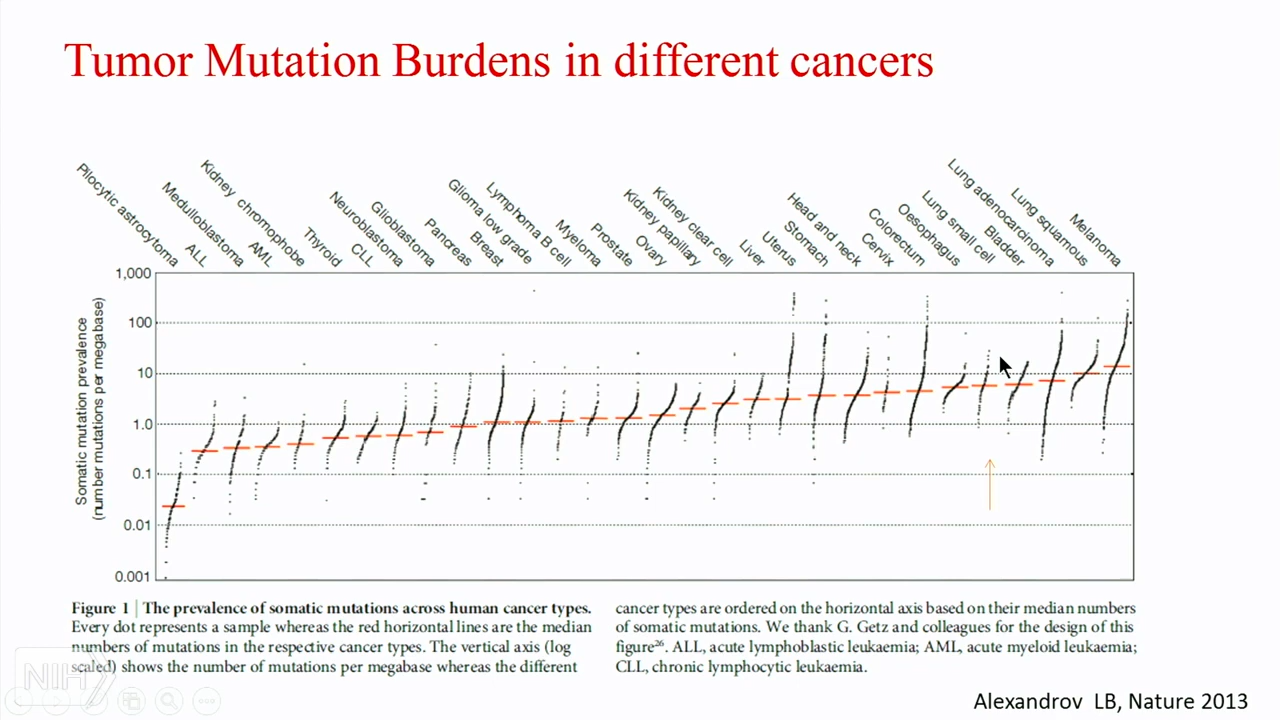 Tumor Mutation Burdens in different cancers
Pilocytic astrocytoma
ALL
Medulloblastoma
AML
Kidney chromophobe
Thyroid
CLL
Neuroblastoma
Glioblastoma
Pancreas
Breast
Glioma low grade
Lymphoma B cell
Myeloma
Prostate
Ovary
Kidney papillary
Kidney clear cell
Liver
Uterus
Stomach
Head and neck
Cervix
Colorectum
Oesophagus
Lung small cell
Bladder
Lung adenocarcinoma
Lung squamous
Melanoma
Somatic mutation prevalence
(number mutations per megabase)
1,000
100
10
1.0
0.1
0.01
0.001
Figure 1 | The prevalence of somatic mutations across human cancer types.
Every dot represents a sample whereas the red horizontal lines are the median
numbers of mutations in the respective cancer types. The vertical axis (log
scaled) shows the number of mutations per megabase whereas the different
cancer types are ordered on the horizontal axis based on their median numbers
of somatic mutations. We thank G. Getz and colleagues for the design of this
figure²⁶. ALL, acute lymphoblastic leukaemia; AML, acute myeloid leukaemia;
CLL, chronic lymphocytic leukaemia.
NIH
Alexandrov LB, Nature 2013